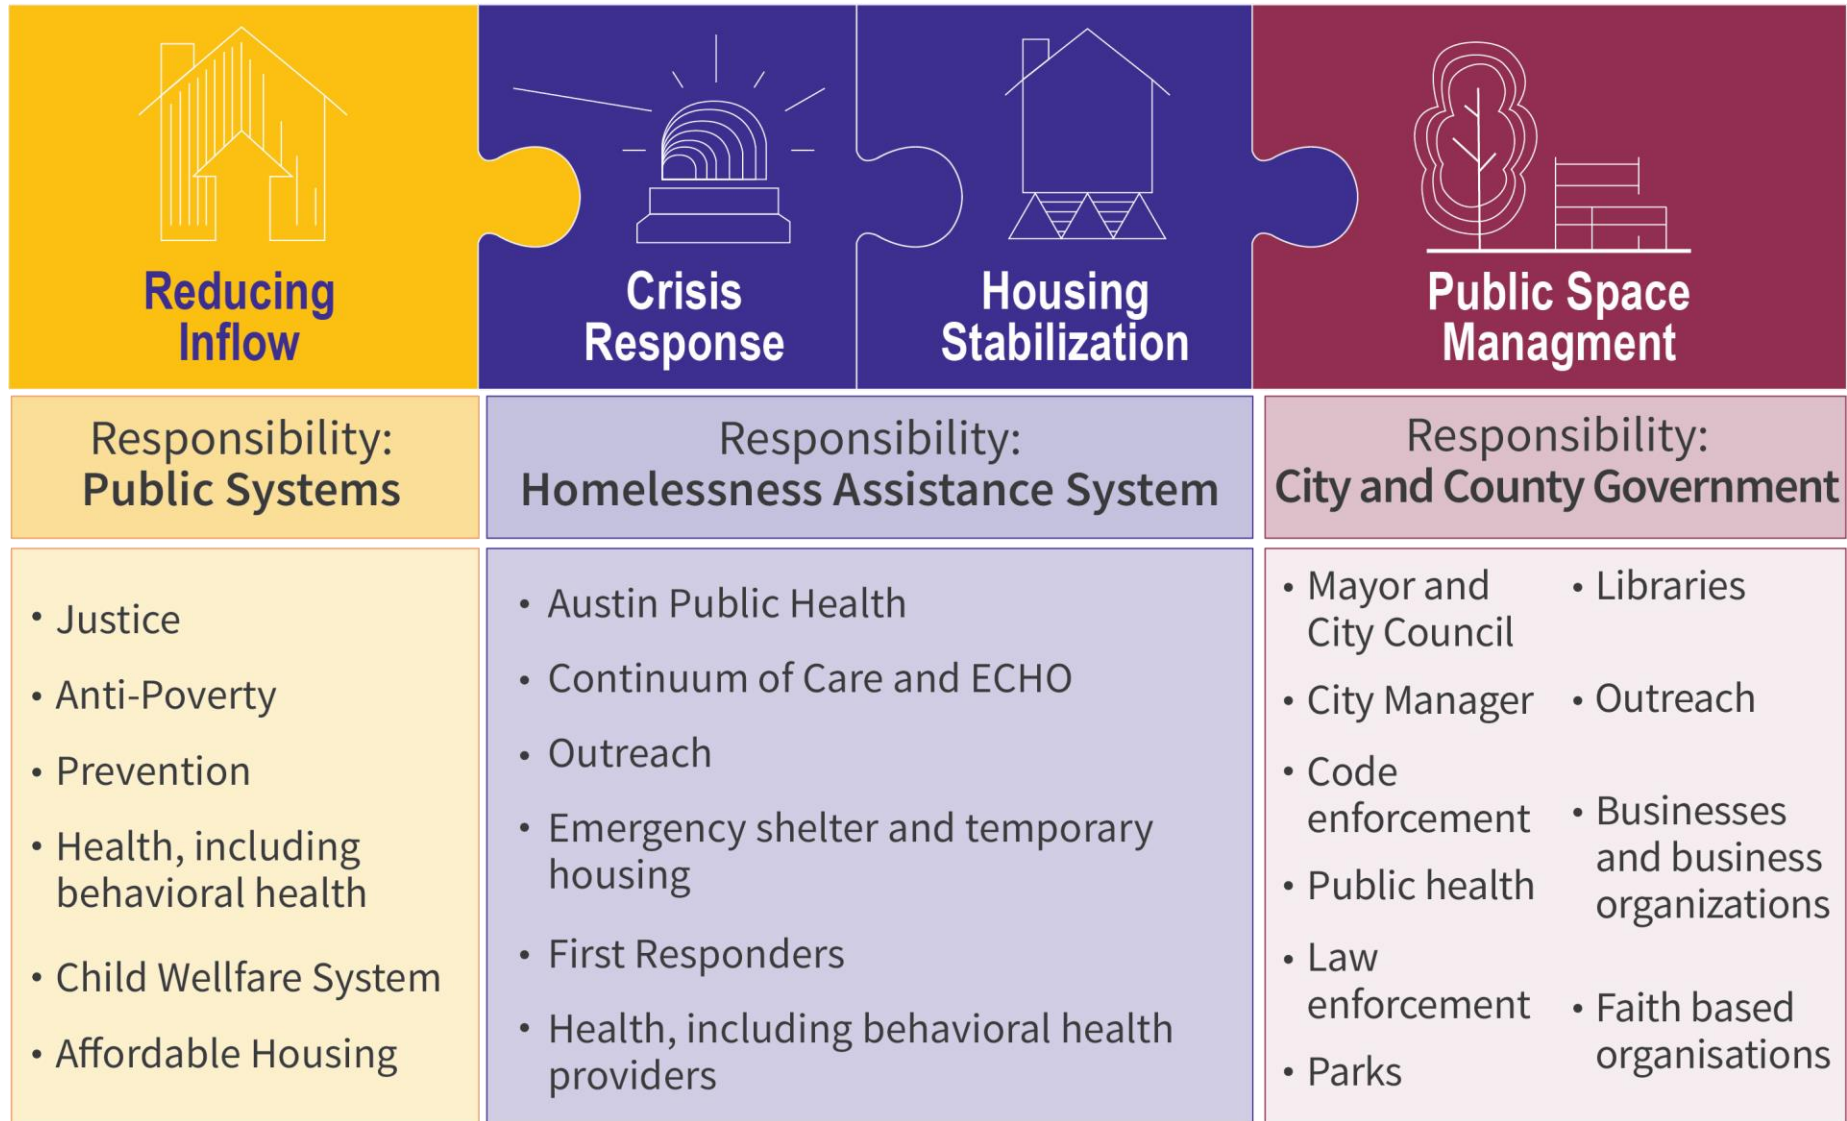 Reducing
Inflow
Crisis
Response
Housing
Stabilization
Public Space
Managment
Responsibility:
Public Systems
Responsibility:
Homelessness Assistance System
Responsibility:
City and County Government
• Justice
• Anti-Poverty
• Prevention
• Health, including
behavioral health
• Child Wellfare System
• Affordable Housing
• Austin Public Health
• Continuum of Care and ECHO
• Outreach
• Emergency shelter and temporary
housing
• First Responders
• Health, including behavioral health
providers
• Mayor and
City Council
• City Manager
• Code
enforcement
• Public health
• Law
enforcement
• Parks
• Libraries
• Outreach
• Businesses
and business
organizations
• Faith based
organisations